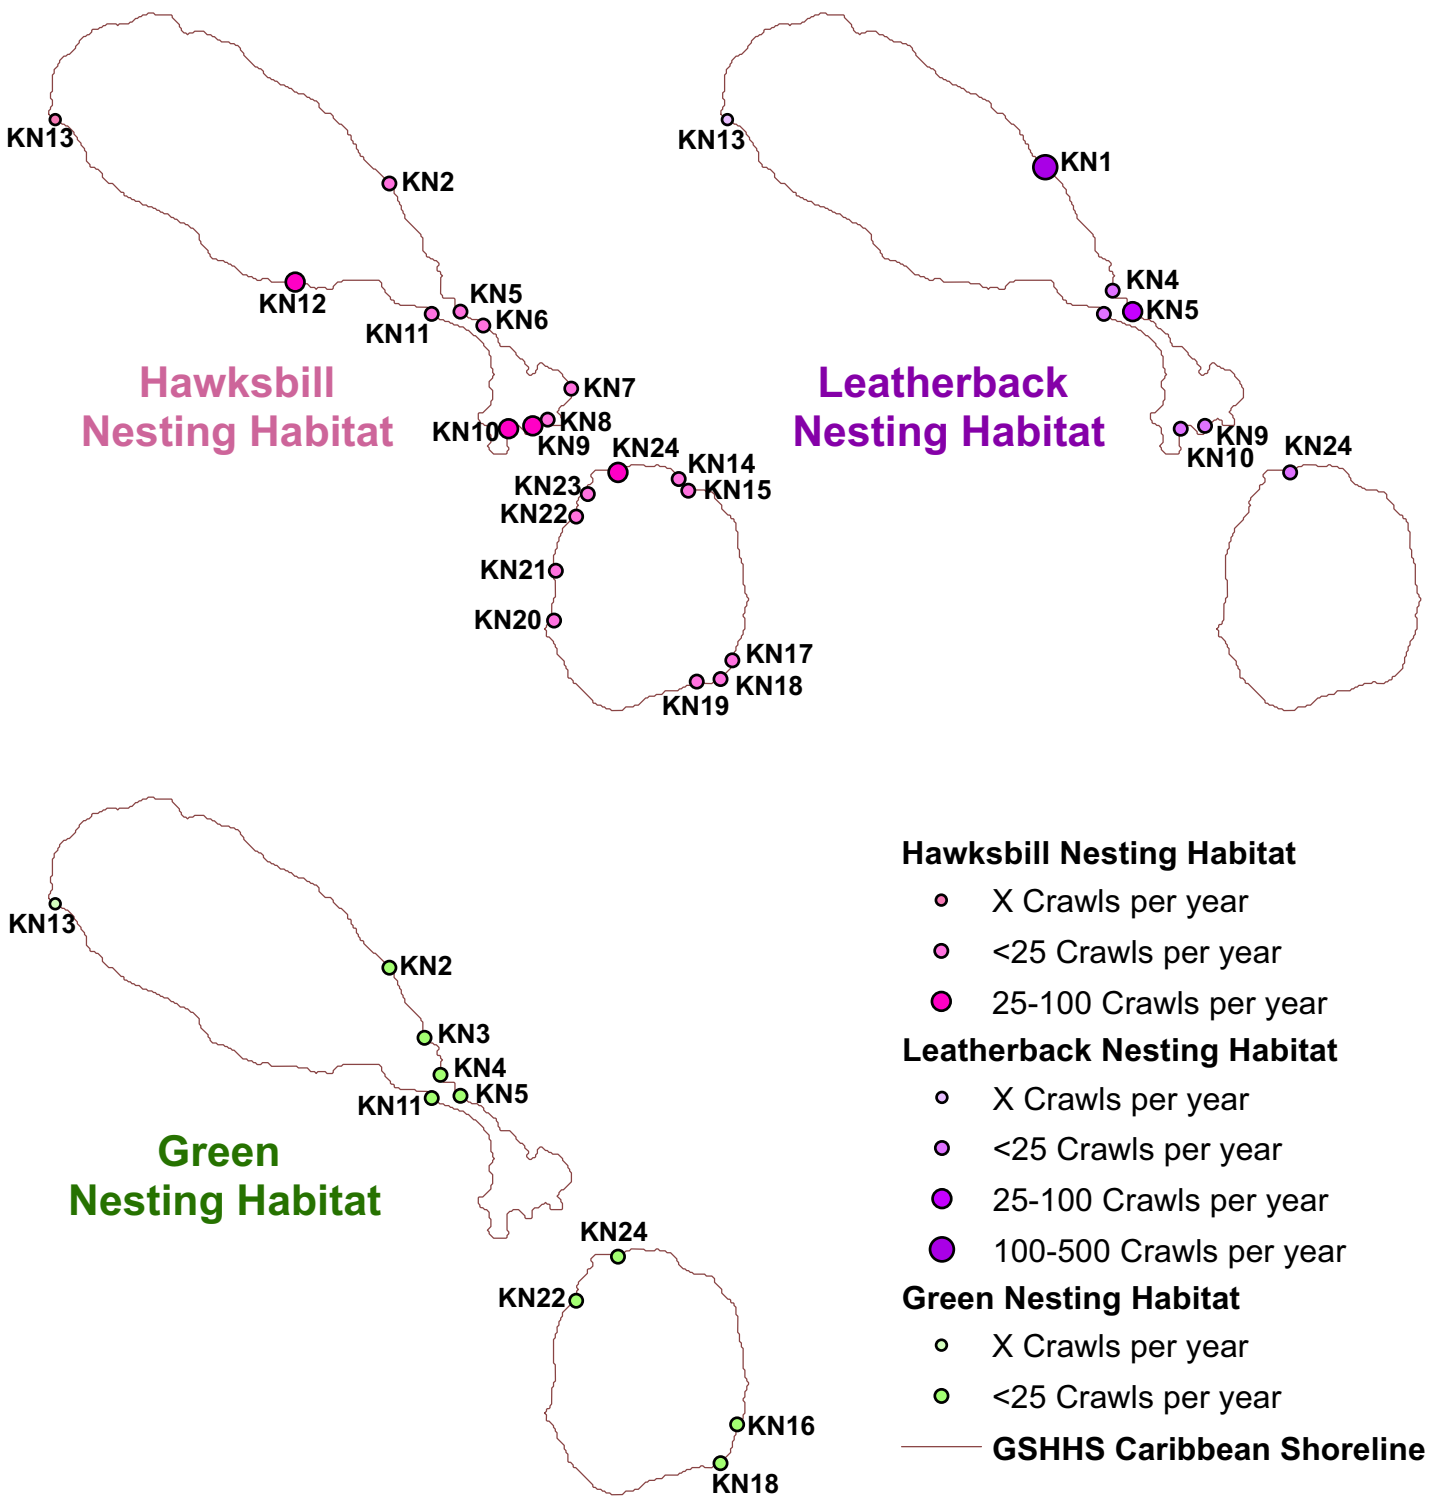 KN13
KN2
KN12
KN11
KN5
KN6
KN7
KN8
KN10
KN9
KN24
KN14
KN15
KN23
KN22
KN21
KN20
KN17
KN18
KN19
Hawksbill
Nesting Habitat
KN13
KN1
KN4
KN5
KN9
KN10
KN24
Leatherback
Nesting Habitat
KN13
KN2
KN3
KN4
KN5
KN11
KN24
KN22
KN16
KN18
Green
Nesting Habitat
Hawksbill Nesting Habitat
X Crawls per year
<25 Crawls per year
25-100 Crawls per year
Leatherback Nesting Habitat
X Crawls per year
<25 Crawls per year
25-100 Crawls per year
100-500 Crawls per year
Green Nesting Habitat
X Crawls per year
<25 Crawls per year
GSHHS Caribbean Shoreline